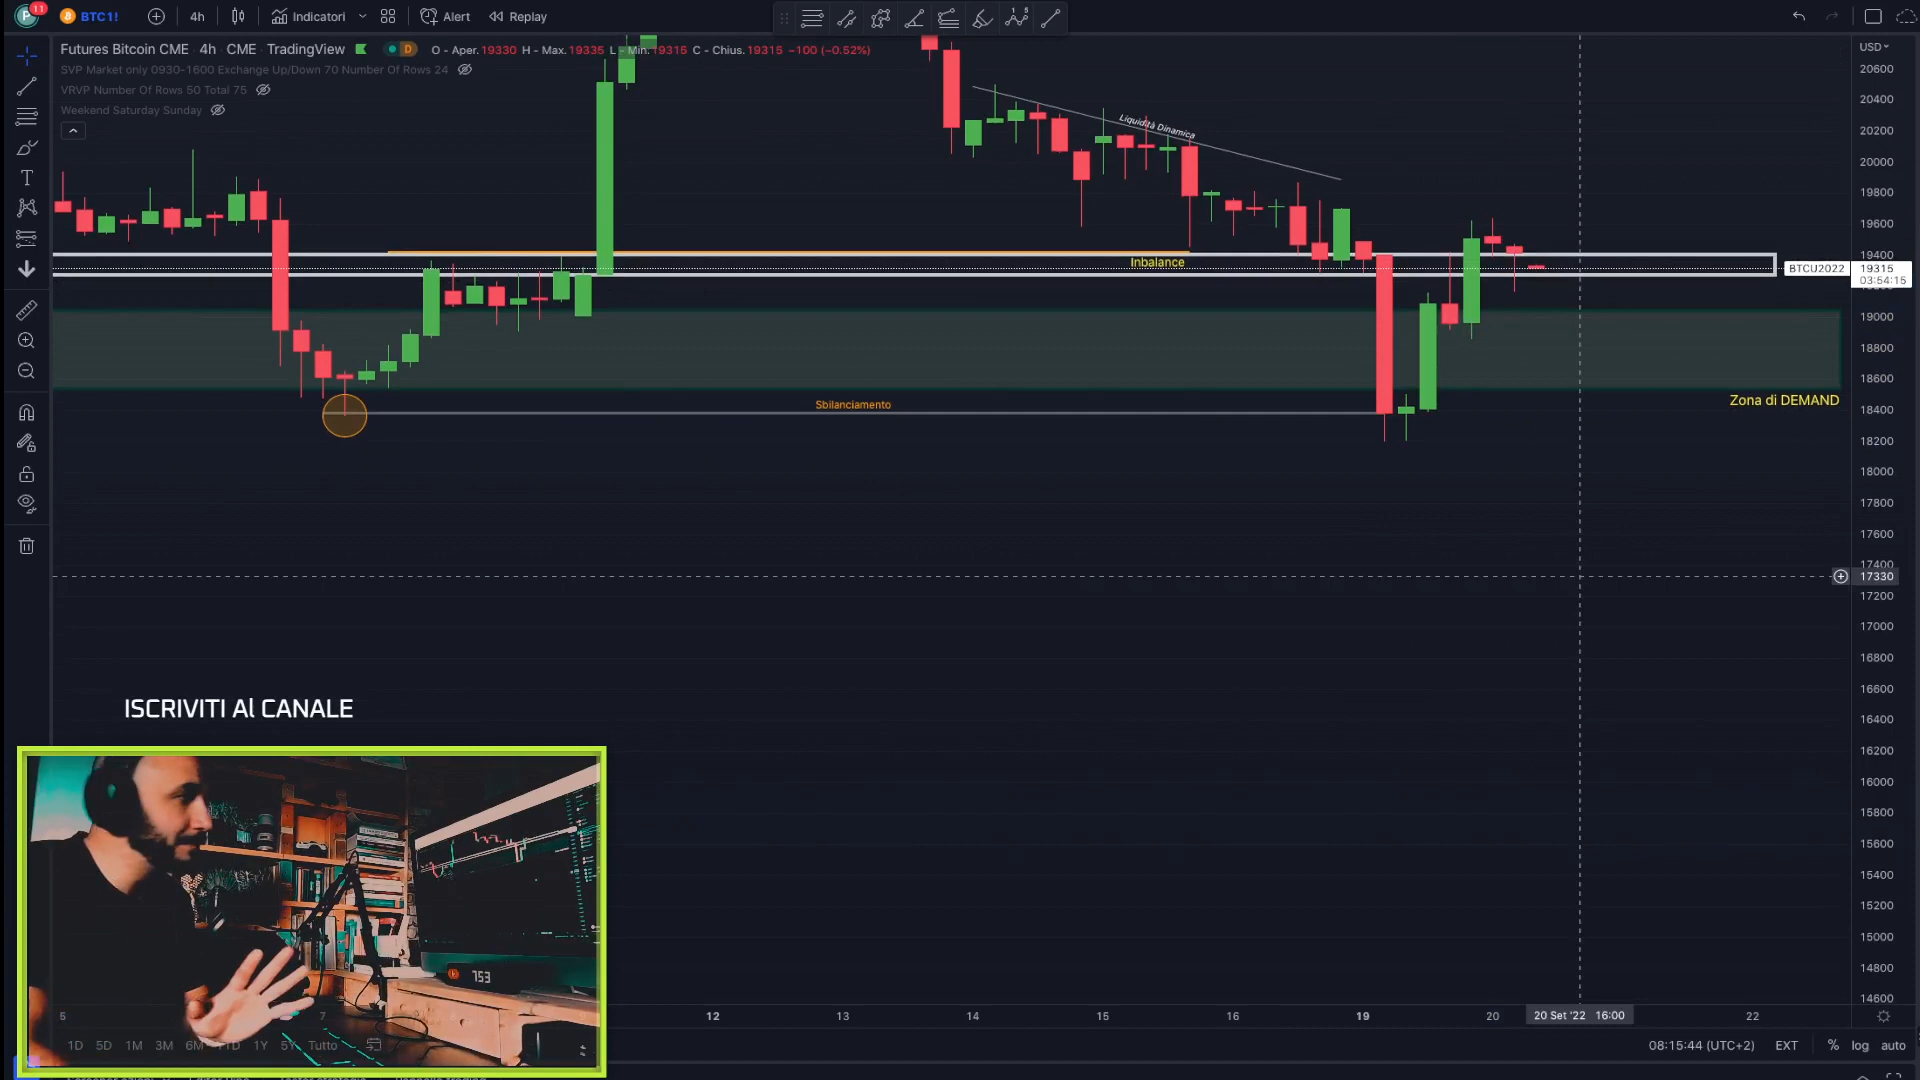 P 11 BTC1! 4h Indicatori Alert Replay
Futures Bitcoin CME · 4h · CME · TradingView D O - Aper. 19330 H - Max. 19335 L - Min. 19315 C - Chius. 19315 −100 (−0.52%)
SVP Market only 0930-1600 Exchange Up/Down 70 Number Of Rows 24
VRVP Number Of Rows 50 Total 75
Weekend Saturday Sunday
USD
20600
20400
Liquidità Dinamica
20200
20000
19800
19600
19400
Inbalance
BTCU2022 19315
03:54:15
19000
18800
18600
Zona di DEMAND
Sbilanciamento
18400
18200
18000
17800
17600
17400
17330
17200
17000
16800
16600
ISCRIVITI Al CANALE
16400
16200
16000
15800
15600
15400
15200
15000
14800
14600
753
5 7 12 13 14 15 16 19 20 20 Set '22 16:00 22
1D 5D 1M 3M 6M YTD 1Y 5Y Tutto
08:15:44 (UTC+2) EXT % log auto